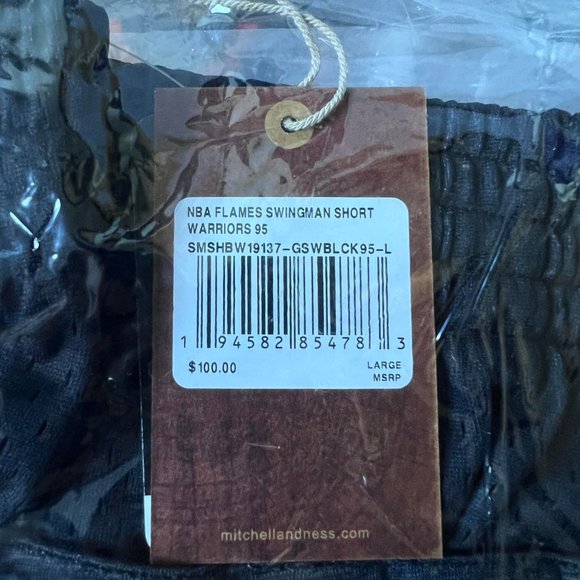 NBA FLAMES SWINGMAN SHORT
WARRIORS 95
SMSHBW19137-GSWBLCK95-L
1 94582 85478 3
$100.00
LARGE
MSRP
mitchellandness.com